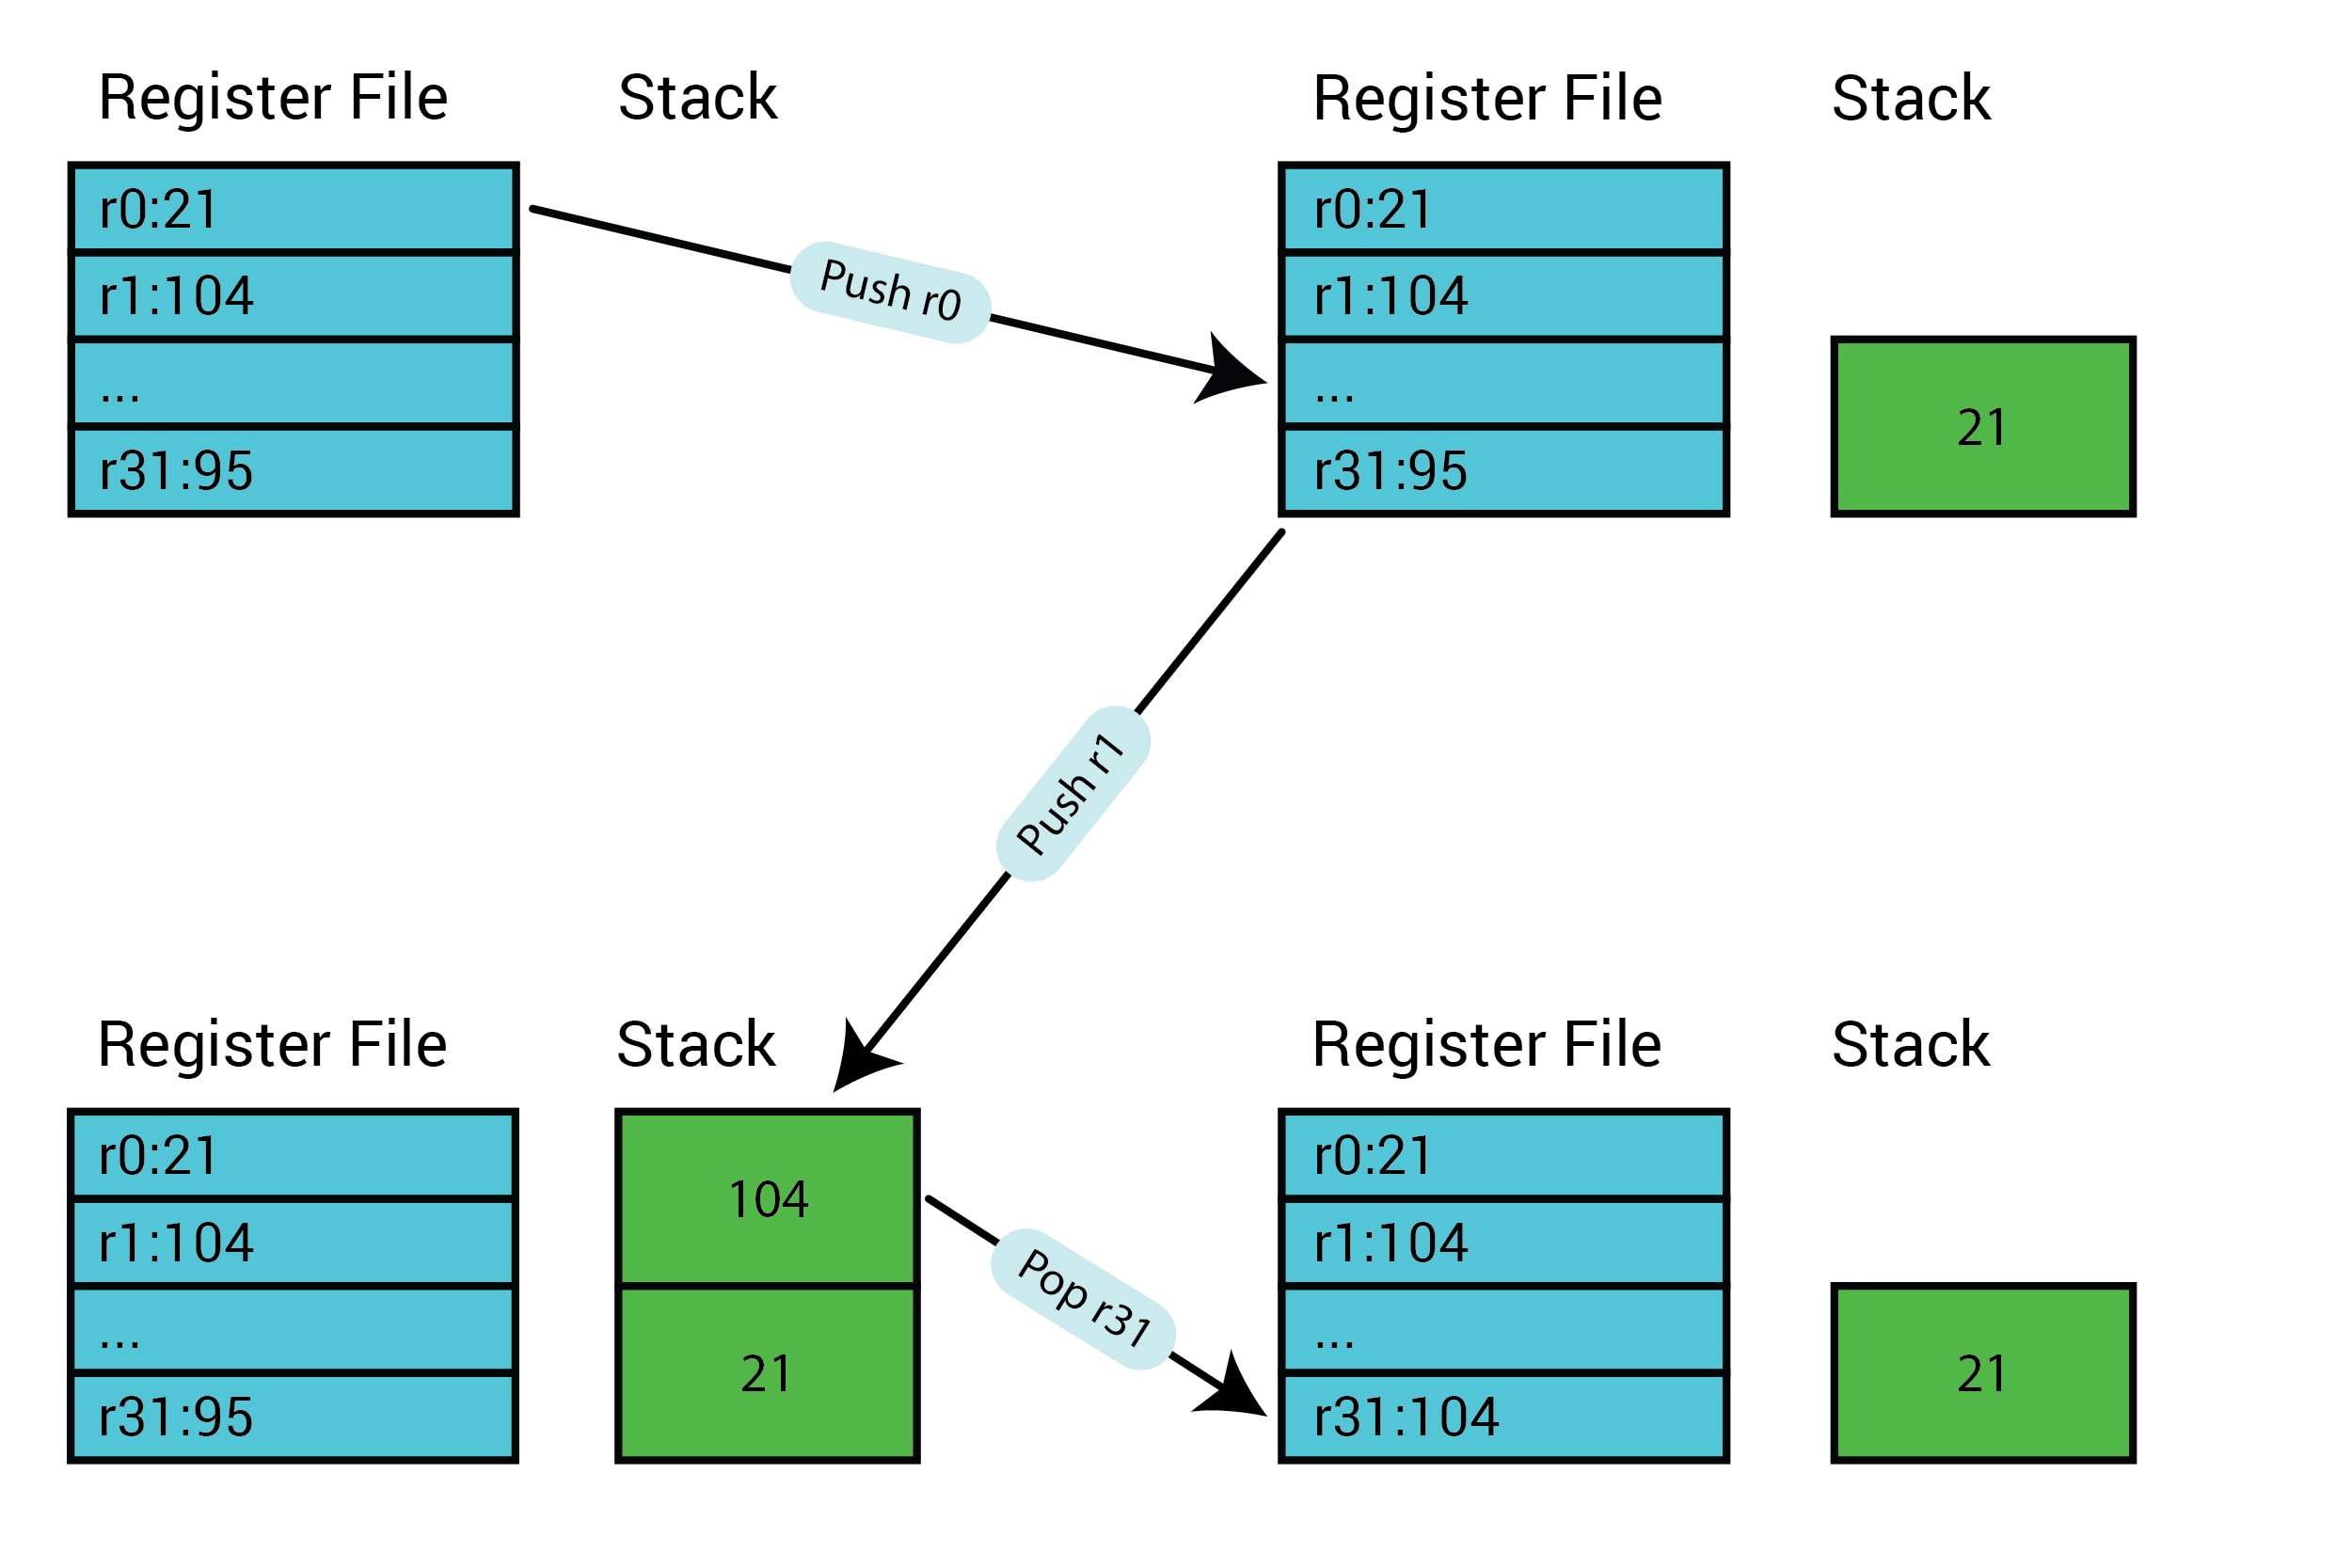 Register File
Stack
r0:21
r1:104
...
r31:95
Push r0
Register File
Stack
r0:21
r1:104
...
r31:95
21
Push r1
Register File
Stack
r0:21
r1:104
...
r31:95
104
21
Pop r31
Register File
Stack
r0:21
r1:104
...
r31:104
21